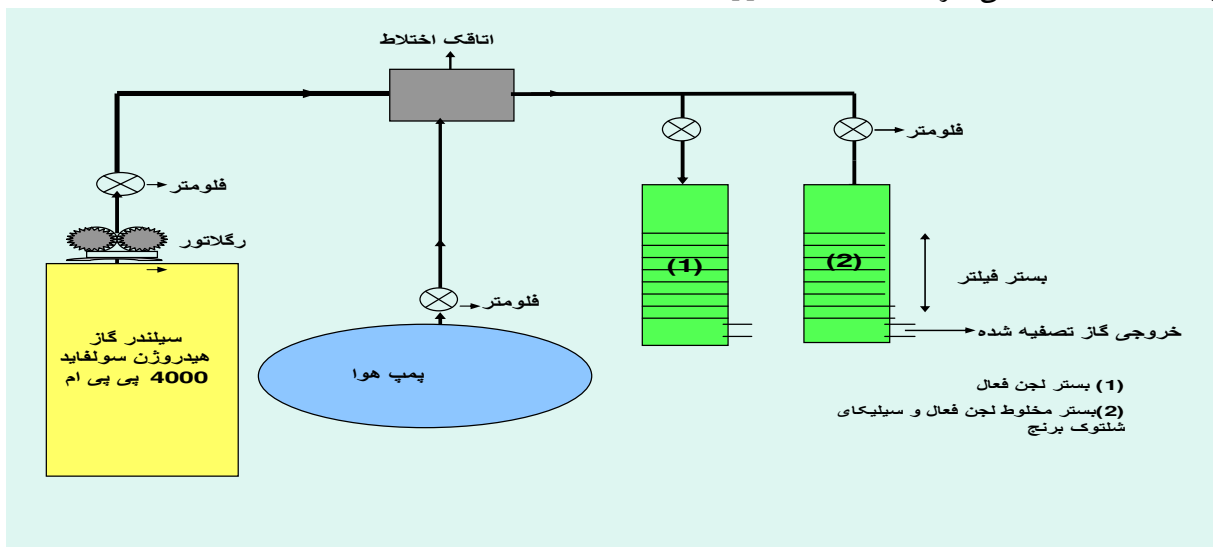 اتاقک اختلاط
فلومتر
فلومتر
رگلاتور
(1)
(2)
بستر فیلتر
فلومتر
خروجی گاز تصفیه شده
سیلندر گاز
هیدروژن سولفاید
4000 پی پی ام
پمپ هوا
(1) بستر لجن فعال
(2)بستر مخلوط لجن فعال و سیلیکای
شلتوک برنج